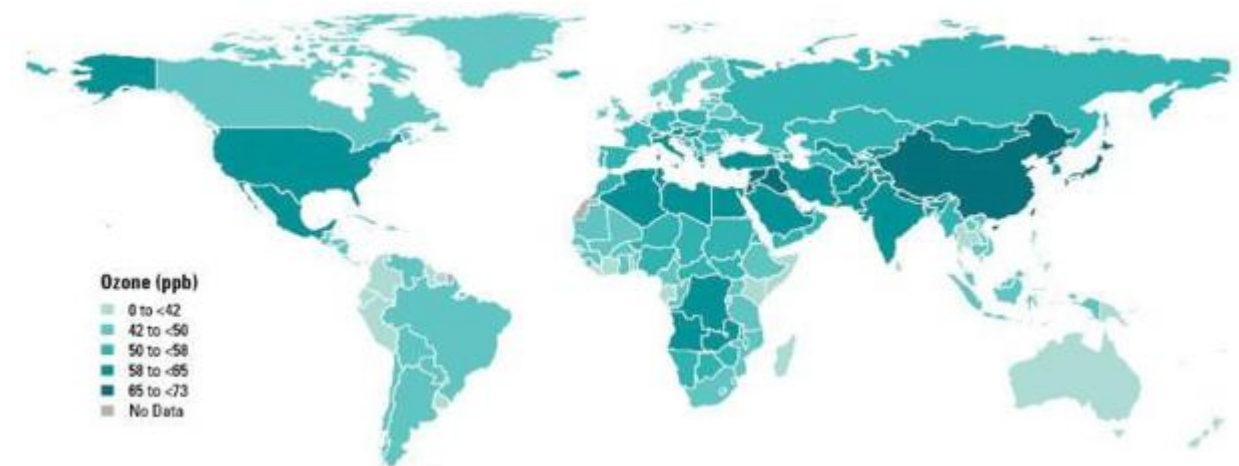 Ozone (ppb)
0 to <42
42 to <50
50 to <58
58 to <65
65 to <73
No Data